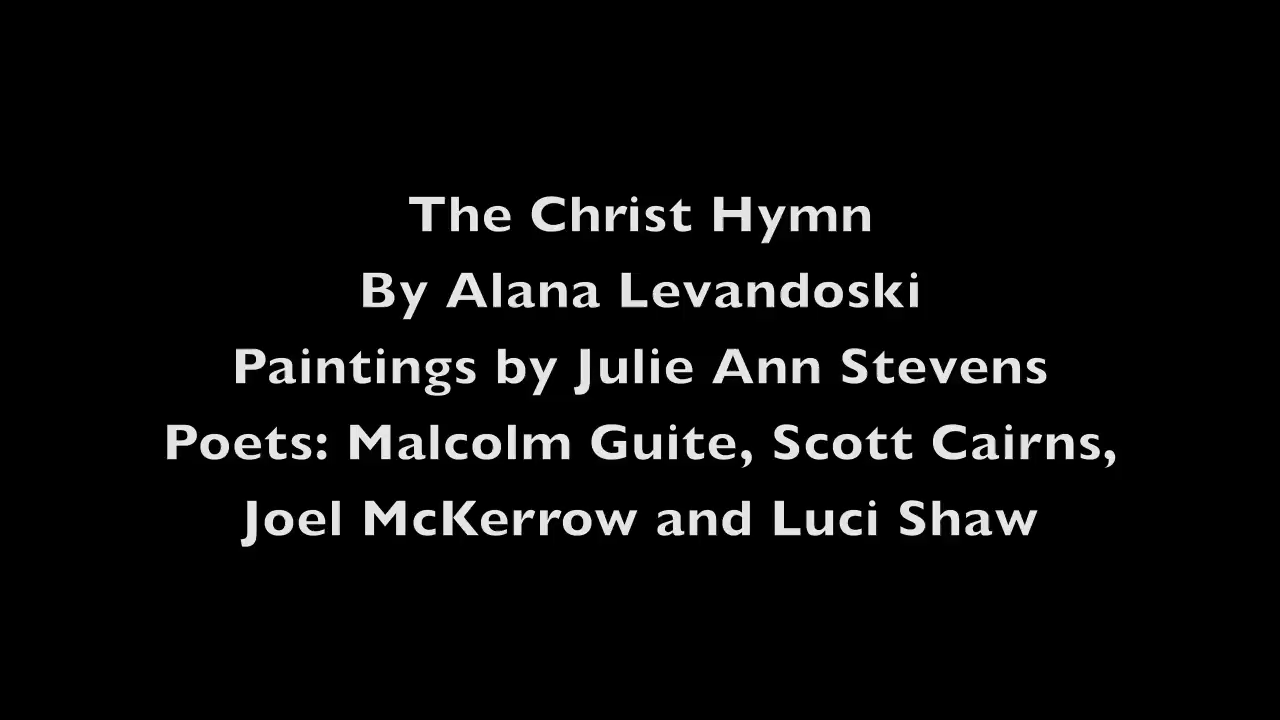 The Christ Hymn
By Alana Levandoski
Paintings by Julie Ann Stevens
Poets: Malcolm Guite, Scott Cairns,
Joel McKerrow and Luci Shaw